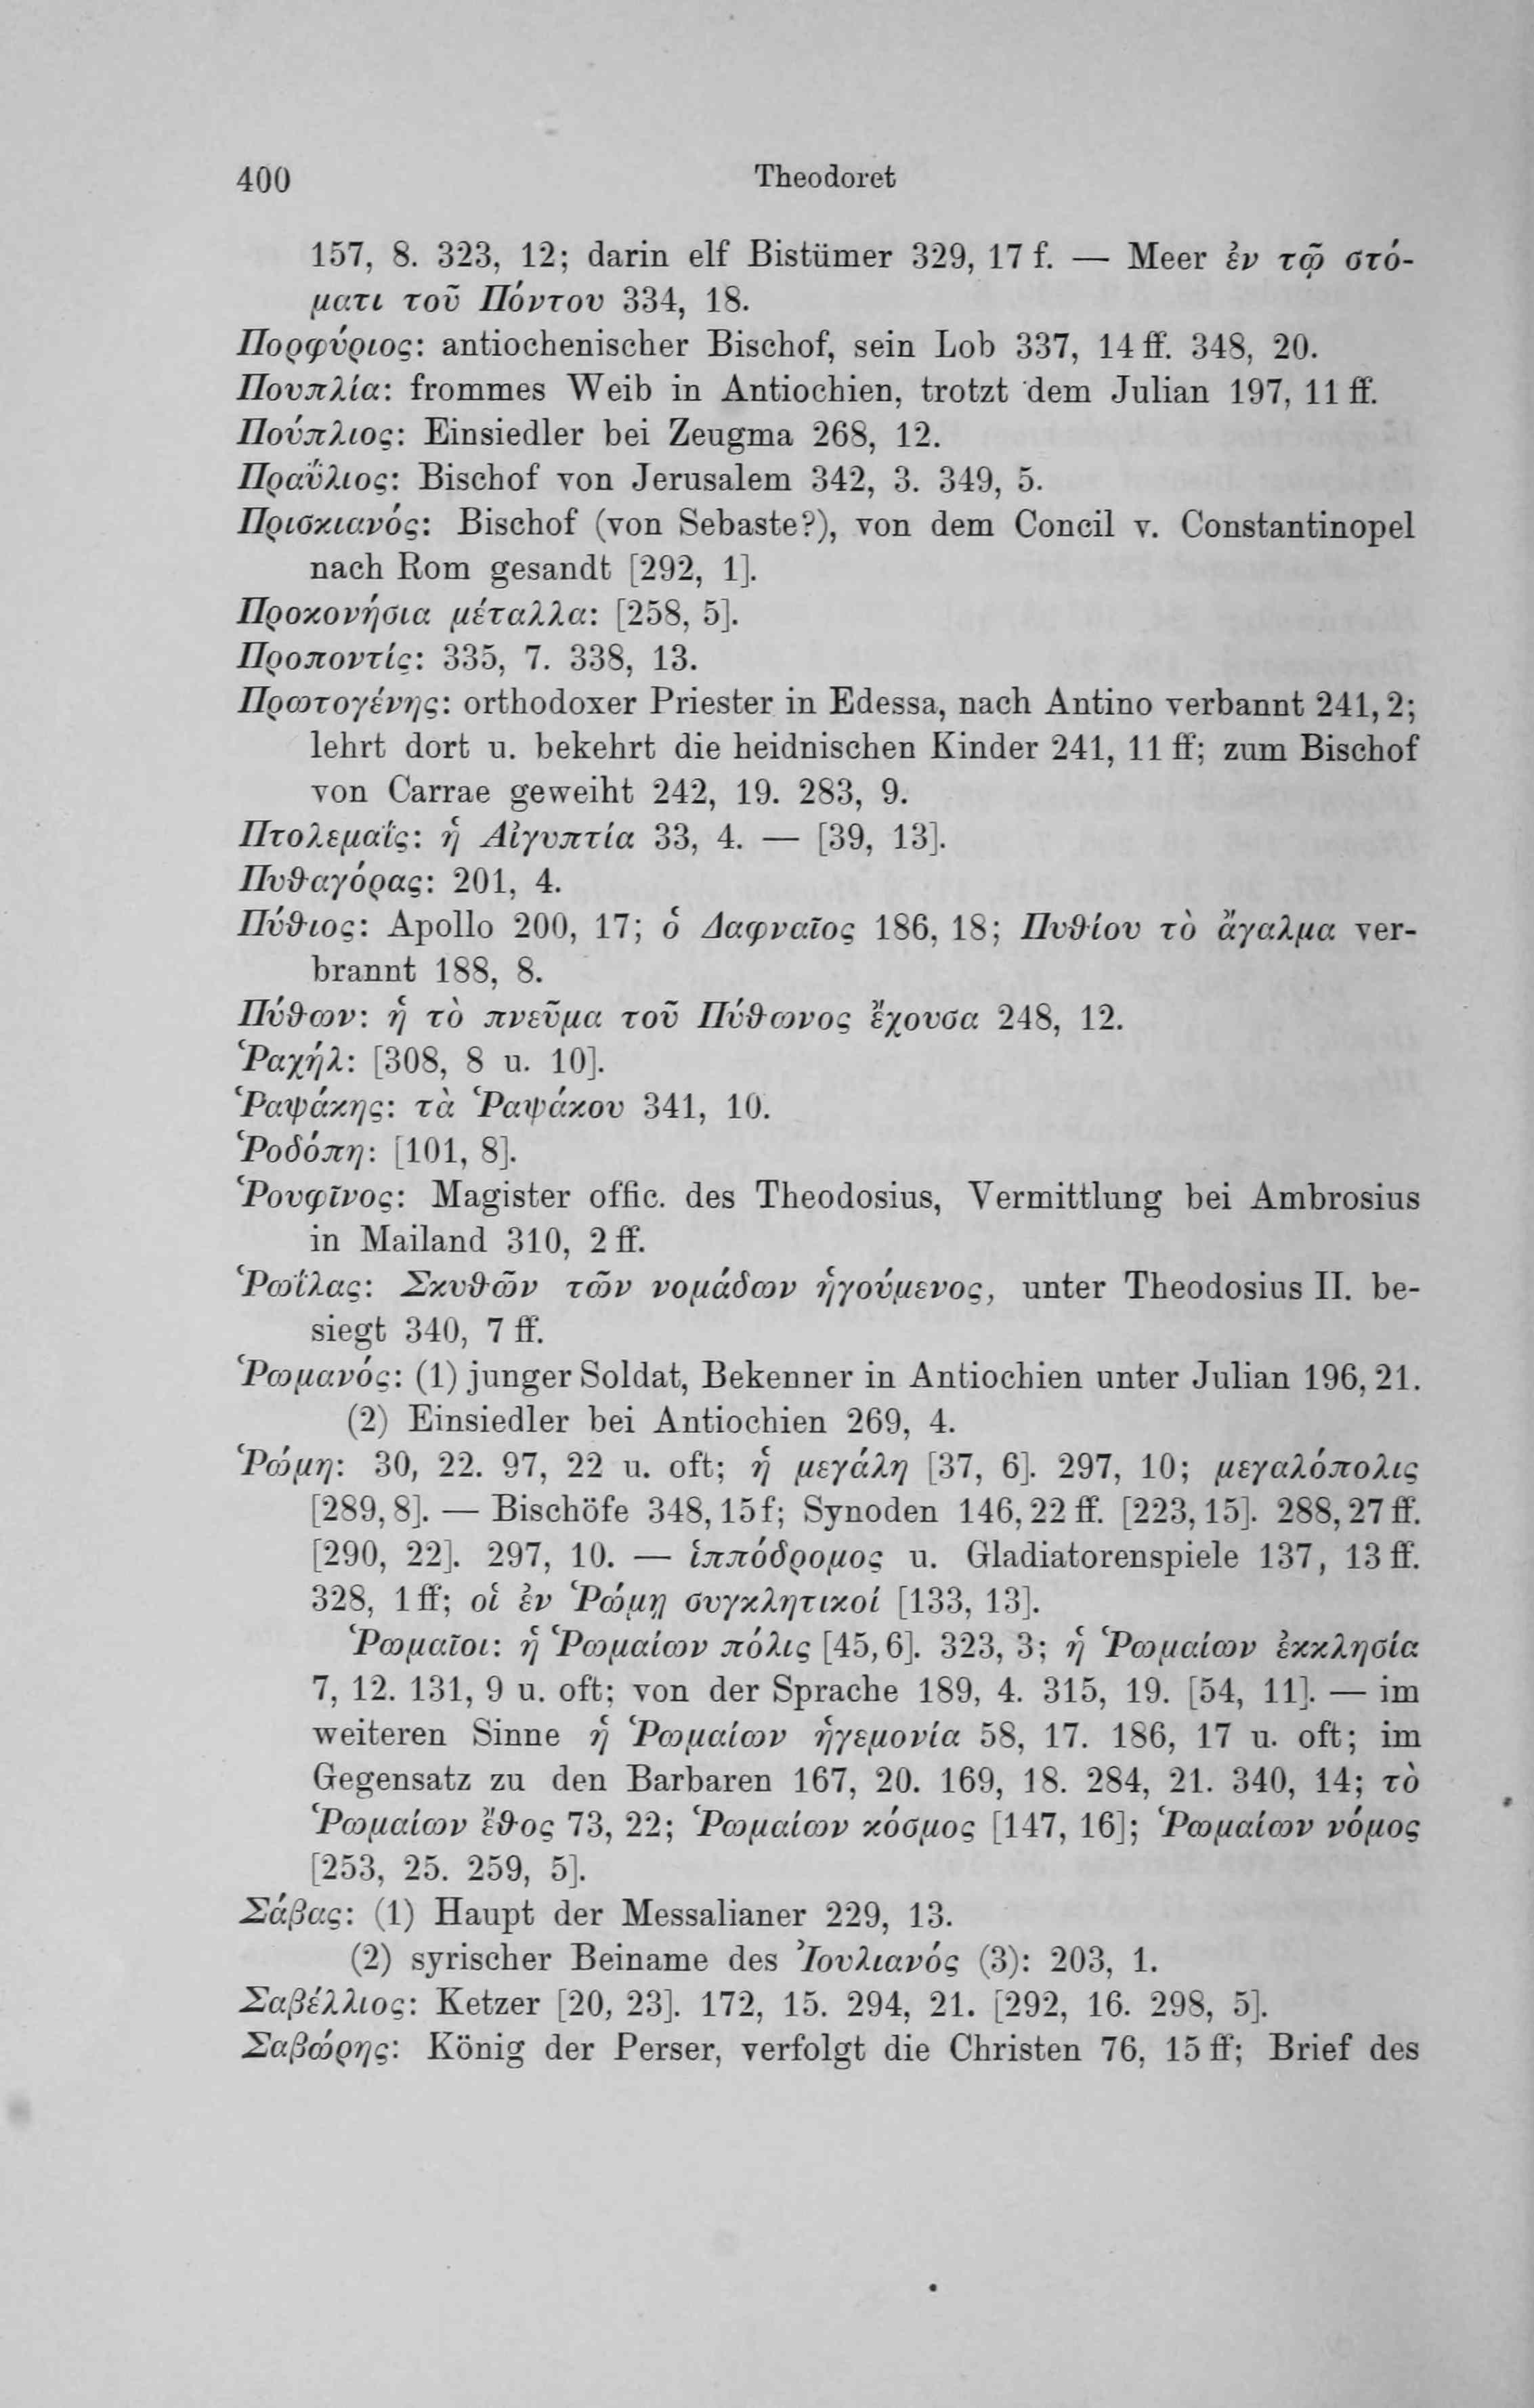 400 Theodoret
157, 8. 323, 12; darin elf Bistümer 329, 17 f. — Meer ἐν τῷ στό-
ματι τοῦ Πόντου 334, 18.
Πορφύριος: antiochenischer Bischof, sein Lob 337, 14 ff. 348, 20.
Πουπλία: frommes Weib in Antiochien, trotzt dem Julian 197, 11 ff.
Πούπλιος: Einsiedler bei Zeugma 268, 12.
Πραΰλιος: Bischof von Jerusalem 342, 3. 349, 5.
Πρισκιανός: Bischof (von Sebaste?), von dem Concil v. Constantinopel
nach Rom gesandt [292, 1].
Προκονήσια μέταλλα: [258, 5].
Προποντίς: 335, 7. 338, 13.
Πρωτογένης: orthodoxer Priester in Edessa, nach Antino verbannt 241, 2;
lehrt dort u. bekehrt die heidnischen Kinder 241, 11 ff; zum Bischof
von Carrae geweiht 242, 19. 283, 9.
Πτολεμαΐς: ἡ Αἰγυπτία 33, 4. — [39, 13].
Πυθαγόρας: 201, 4.
Πύθιος: Apollo 200, 17; ὁ Δαφναῖος 186, 18; Πυθίου τὸ ἄγαλμα ver-
brannt 188, 8.
Πύθων: ἡ τὸ πνεῦμα τοῦ Πύθωνος ἔχουσα 248, 12.
Ῥαχήλ: [308, 8 u. 10].
Ῥαψάκης: τὰ Ῥαψάκου 341, 10.
Ῥοδόπη: [101, 8].
Ῥουφῖνος: Magister offic. des Theodosius, Vermittlung bei Ambrosius
in Mailand 310, 2 ff.
Ῥωΐλας: Σκυθῶν τῶν νομάδων ἡγούμενος, unter Theodosius II. be-
siegt 340, 7 ff.
Ῥωμανός: (1) junger Soldat, Bekenner in Antiochien unter Julian 196, 21.
(2) Einsiedler bei Antiochien 269, 4.
Ῥώμη: 30, 22. 97, 22 u. oft; ἡ μεγάλη [37, 6]. 297, 10; μεγαλόπολις
[289, 8]. — Bischöfe 348, 15 f; Synoden 146, 22 ff. [223, 15]. 288, 27 ff.
[290, 22]. 297, 10. — ἱππόδρομος u. Gladiatorenspiele 137, 13 ff.
328, 1 ff; οἱ ἐν Ῥώμῃ συγκλητικοί [133, 13].
Ῥωμαῖοι: ἡ Ῥωμαίων πόλις [45, 6]. 323, 3; ἡ Ῥωμαίων ἐκκλησία
7, 12. 131, 9 u. oft; von der Sprache 189, 4. 315, 19. [54, 11]. — im
weiteren Sinne ἡ Ῥωμαίων ἡγεμονία 58, 17. 186, 17 u. oft; im
Gegensatz zu den Barbaren 167, 20. 169, 18. 284, 21. 340, 14; τὸ
Ῥωμαίων ἔθος 73, 22; Ῥωμαίων κόσμος [147, 16]; Ῥωμαίων νόμος
[253, 25. 259, 5].
Σάβας: (1) Haupt der Messalianer 229, 13.
(2) syrischer Beiname des Ἰουλιανός (3): 203, 1.
Σαβέλλιος: Ketzer [20, 23]. 172, 15. 294, 21. [292, 16. 298, 5].
Σαβώρης: König der Perser, verfolgt die Christen 76, 15 ff; Brief des